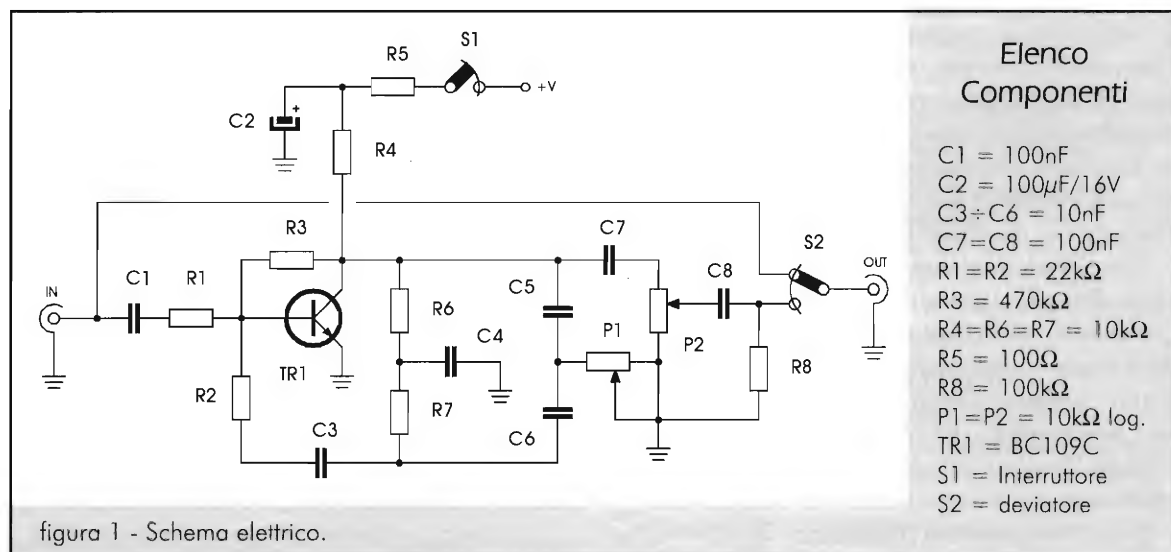 S1
R5
+V
C2
+
R4
R3
C7
S2
OUT
IN
C1
R1
C5
C8
R6
P1
P2
C4
TR1
R2
R8
R7
C3
C6
figura 1 - Schema elettrico.
Elenco
Componenti
C1 = 100nF
C2 = 100µF/16V
C3÷C6 = 10nF
C7=C8 = 100nF
R1=R2 = 22kΩ
R3 = 470kΩ
R4=R6=R7 = 10kΩ
R5 = 100Ω
R8 = 100kΩ
P1=P2 = 10kΩ log.
TR1 = BC109C
S1 = Interruttore
S2 = deviatore